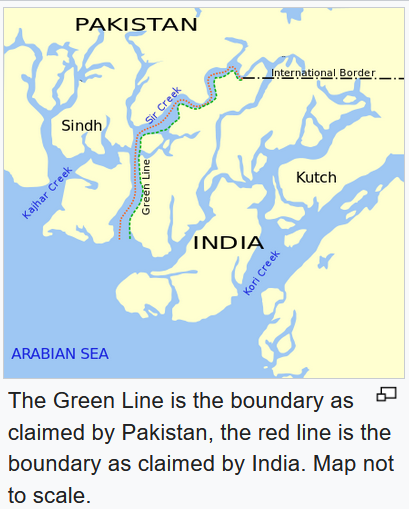 PAKISTAN
International Border
Sir Creek
Sindh
Green Line
Kajhar Creek
Kutch
INDIA
Kori Creek
ARABIAN SEA
The Green Line is the boundary as
claimed by Pakistan, the red line is the
boundary as claimed by India. Map not
to scale.